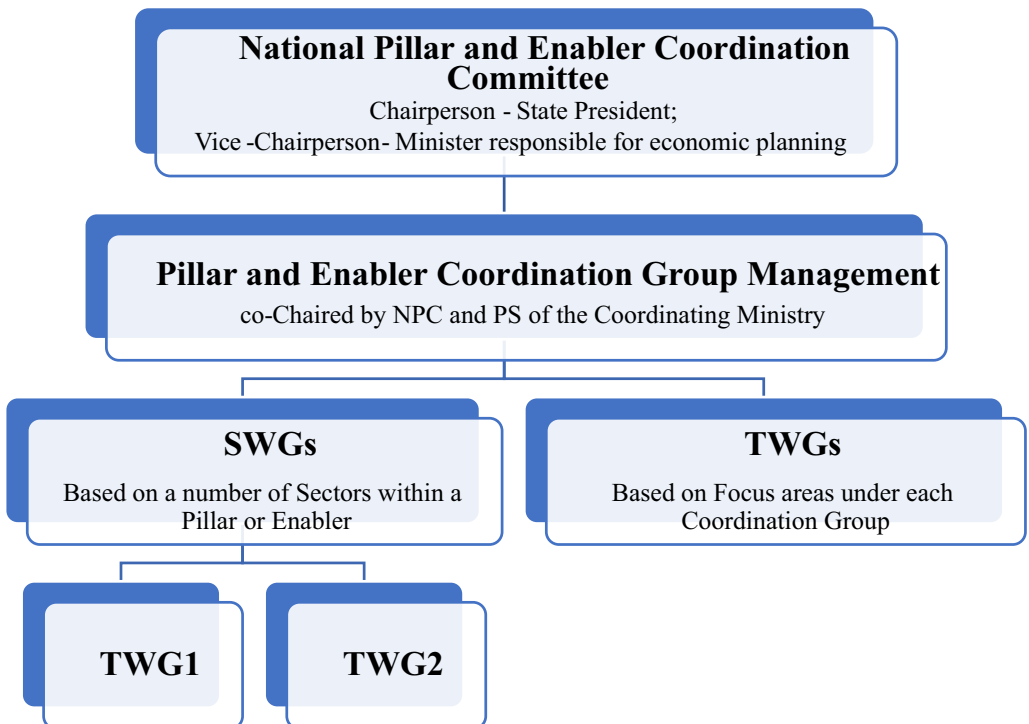 National Pillar and Enabler Coordination
Committee
Chairperson - State President;
Vice -Chairperson- Minister responsible for economic planning
Pillar and Enabler Coordination Group Management
co-Chaired by NPC and PS of the Coordinating Ministry
SWGs
Based on a number of Sectors within a
Pillar or Enabler
TWGs
Based on Focus areas under each
Coordination Group
TWG1
TWG2